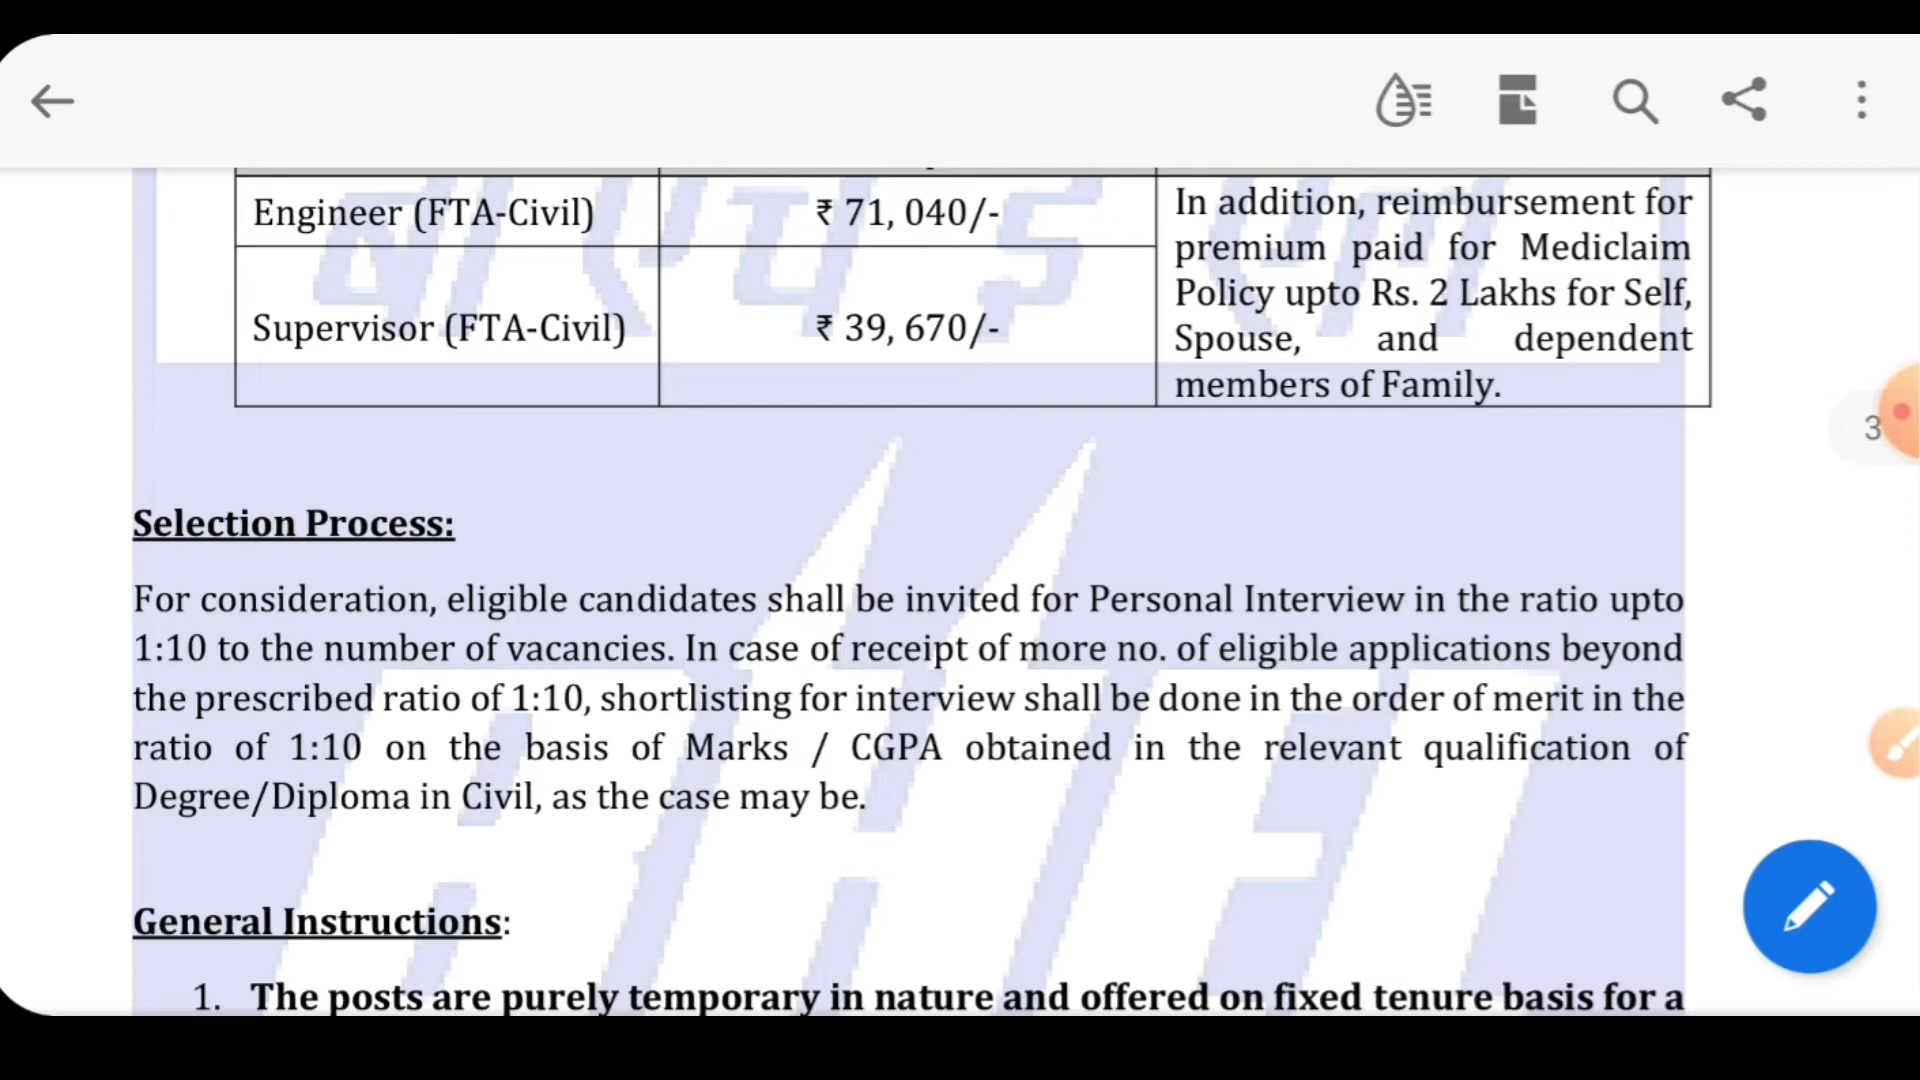 Engineer (FTA-Civil)
₹ 71, 040/-
In addition, reimbursement for
premium paid for Mediclaim
Policy upto Rs. 2 Lakhs for Self,
Spouse, and dependent
members of Family.
Supervisor (FTA-Civil)
₹ 39, 670/-
3
Selection Process:
For consideration, eligible candidates shall be invited for Personal Interview in the ratio upto
1:10 to the number of vacancies. In case of receipt of more no. of eligible applications beyond
the prescribed ratio of 1:10, shortlisting for interview shall be done in the order of merit in the
ratio of 1:10 on the basis of Marks / CGPA obtained in the relevant qualification of
Degree/Diploma in Civil, as the case may be.
General Instructions:
1. The posts are purely temporary in nature and offered on fixed tenure basis for a